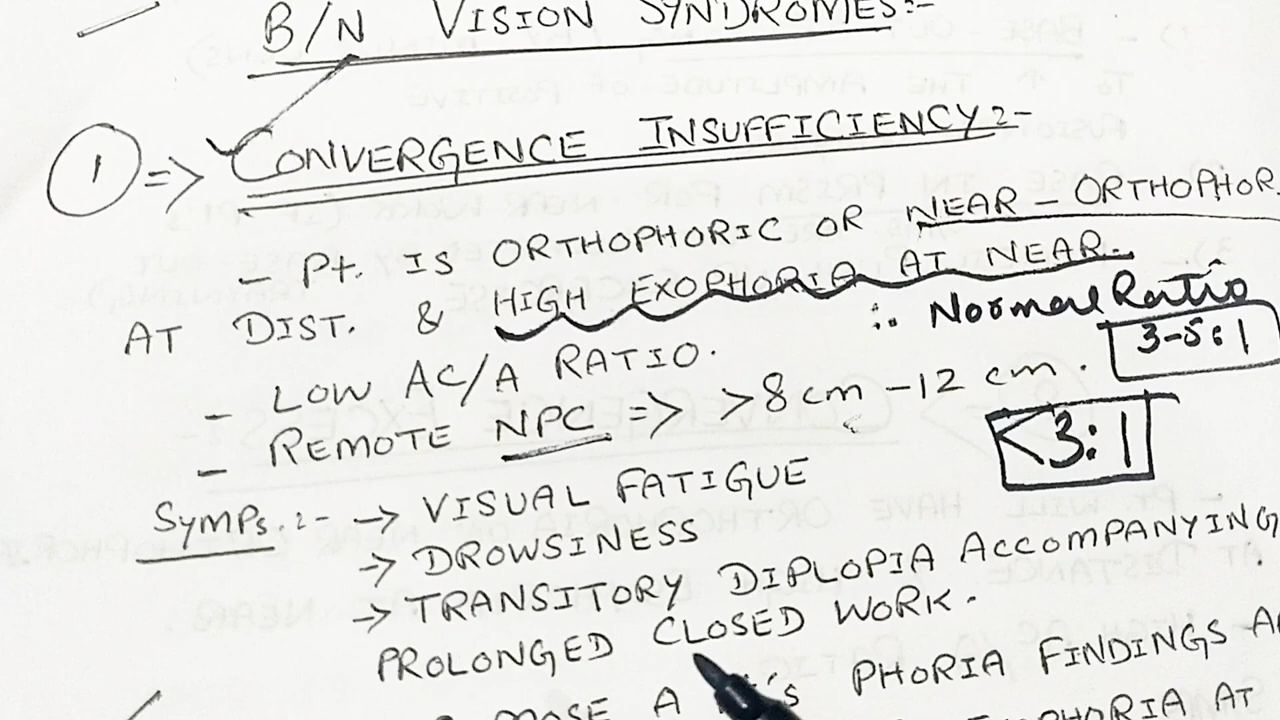 B/N VISION SYNDROMES:-
① => CONVERGENCE INSUFFICIENCY:-
- Pt. IS ORTHOPHORIC OR NEAR-ORTHOPHOR
AT DIST. & HIGH EXOPHORIA AT NEAR.
- LOW AC/A RATIO. ∴ Normal Ratio
3-5:1
- REMOTE NPC => >8 cm -12 cm.
<3:1
SYMPs.:- -> VISUAL FATIGUE
-> DROWSINESS
-> TRANSITORY DIPLOPIA ACCOMPANYING
PROLONGED CLOSED WORK.
A 's PHORIA FINDINGS
AT